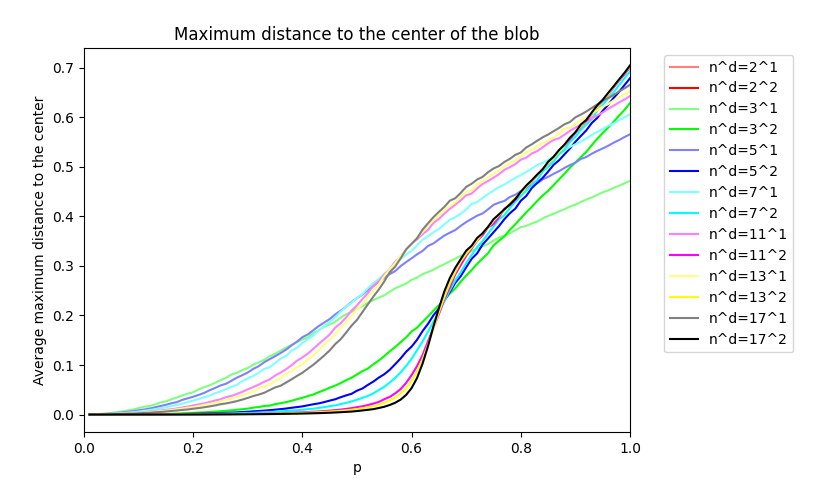 Maximum distance to the center of the blob
Average maximum distance to the center
0.7
0.6
0.5
0.4
0.3
0.2
0.1
0.0
0.0 0.2 0.4 0.6 0.8 1.0
p
n^d=2^1
n^d=2^2
n^d=3^1
n^d=3^2
n^d=5^1
n^d=5^2
n^d=7^1
n^d=7^2
n^d=11^1
n^d=11^2
n^d=13^1
n^d=13^2
n^d=17^1
n^d=17^2